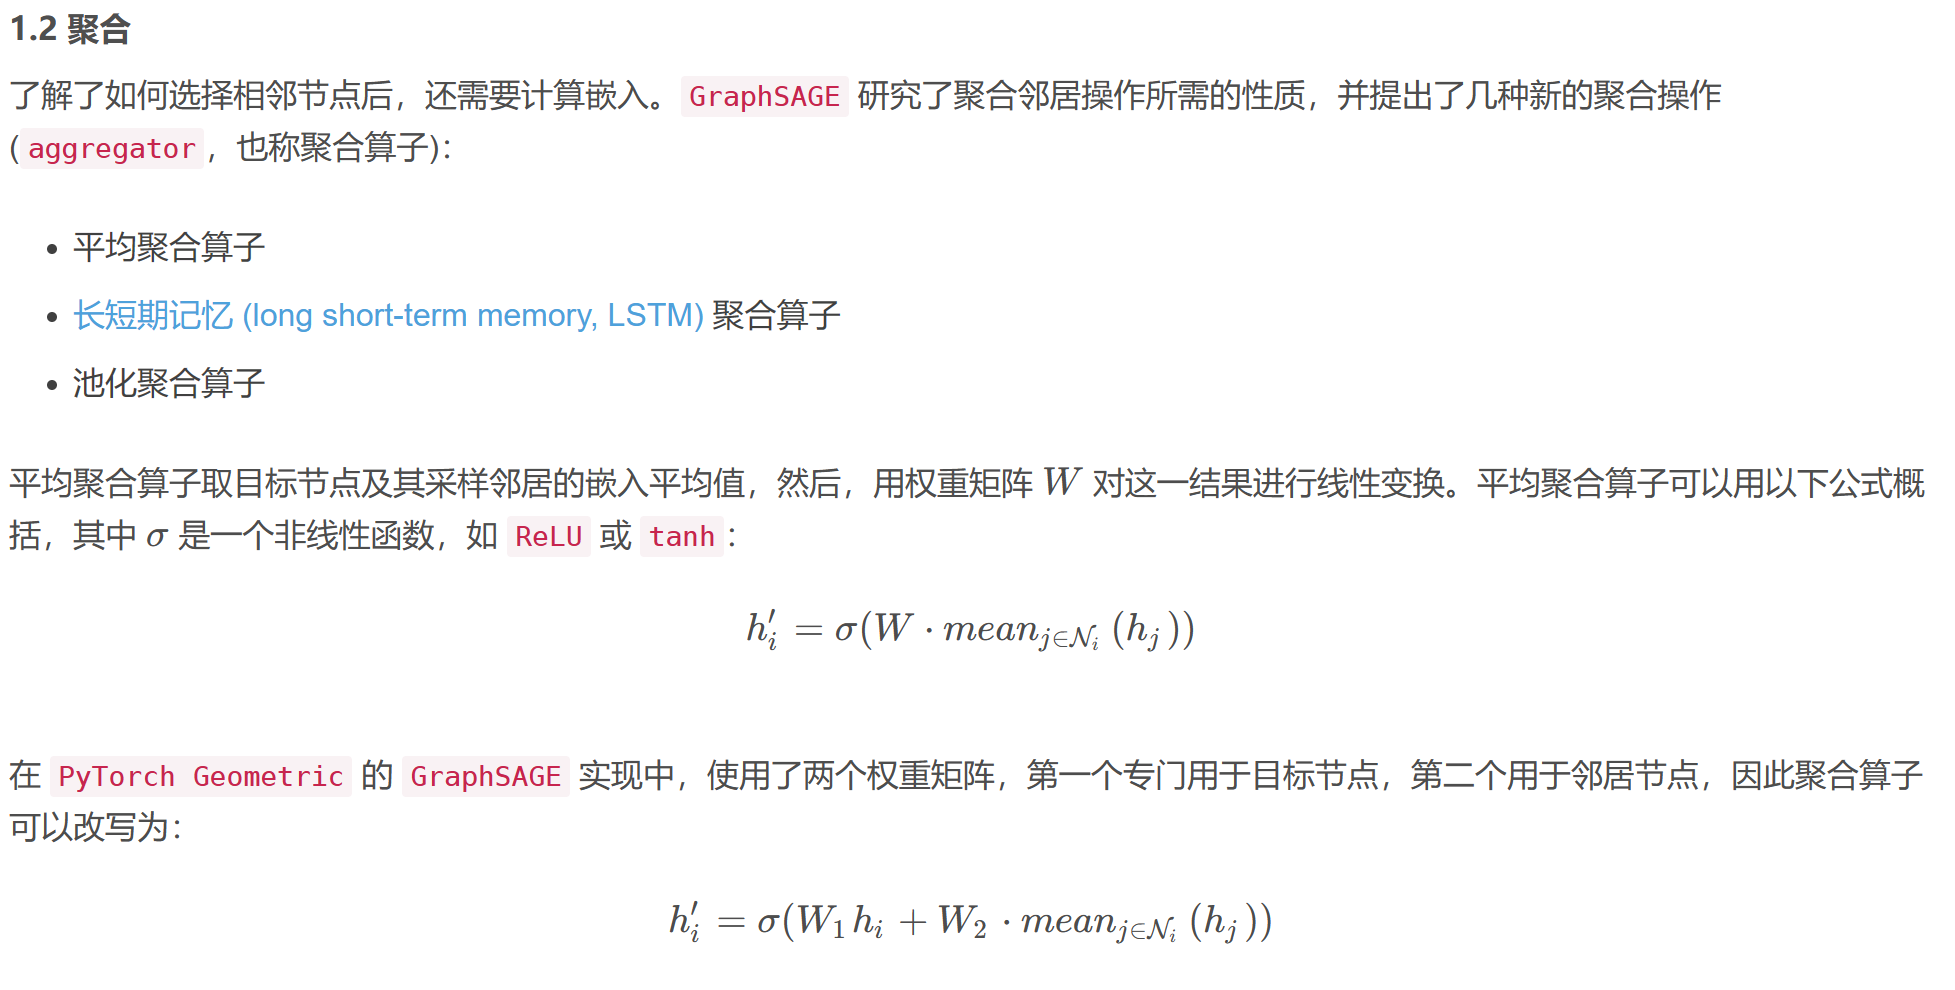 1.2 聚合
了解了如何选择相邻节点后，还需要计算嵌入。GraphSAGE 研究了聚合邻居操作所需的性质，并提出了几种新的聚合操作
(aggregator，也称聚合算子)：
• 平均聚合算子
• 长短期记忆 (long short-term memory, LSTM) 聚合算子
• 池化聚合算子
平均聚合算子取目标节点及其采样邻居的嵌入平均值，然后，用权重矩阵 W 对这一结果进行线性变换。平均聚合算子可以用以下公式概
括，其中 σ 是一个非线性函数，如 ReLU 或 tanh：
h′_i = σ(W · mean_{j∈𝒩_i} (h_j))
在 PyTorch Geometric 的 GraphSAGE 实现中，使用了两个权重矩阵，第一个专门用于目标节点，第二个用于邻居节点，因此聚合算子
可以改写为：
h′_i = σ(W_1 h_i + W_2 · mean_{j∈𝒩_i} (h_j))